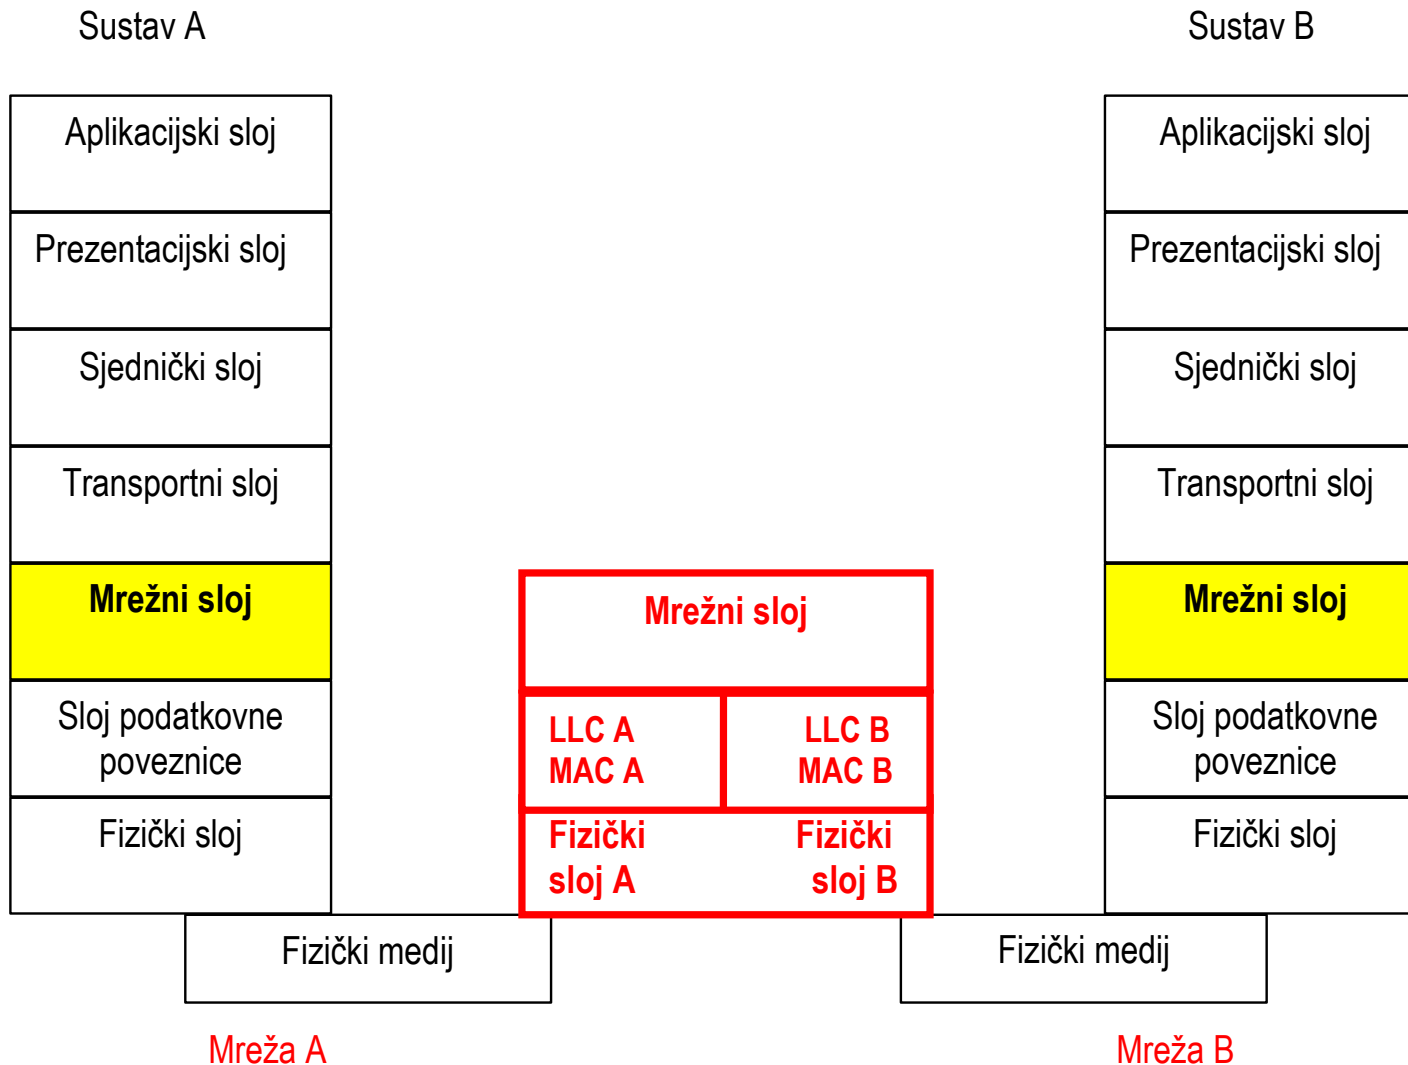 Sustav A
Sustav B
Aplikacijski sloj
Prezentacijski sloj
Sjednički sloj
Transportni sloj
Mrežni sloj
Sloj podatkovne
poveznice
Fizički sloj
Fizički medij
Mreža A
Mrežni sloj
LLC A
MAC A
LLC B
MAC B
Fizički
sloj A
Fizički
sloj B
Aplikacijski sloj
Prezentacijski sloj
Sjednički sloj
Transportni sloj
Mrežni sloj
Sloj podatkovne
poveznice
Fizički sloj
Fizički medij
Mreža B